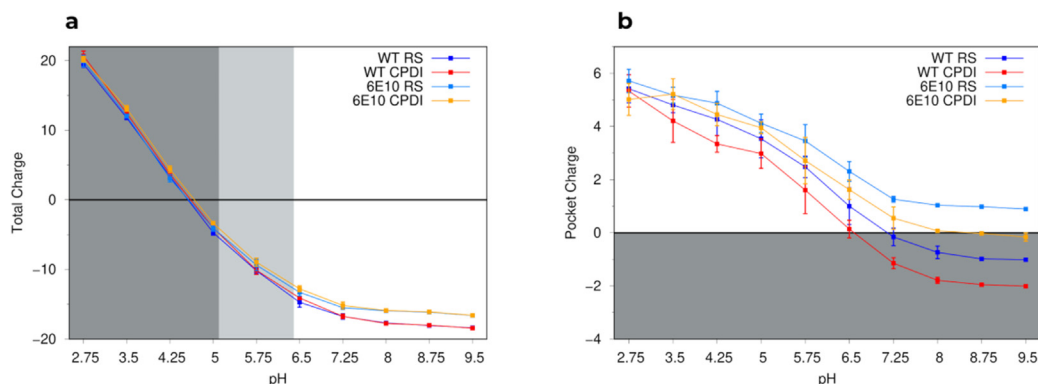 a
Total Charge
20
10
0
−10
−20
WT RS
WT CPDI
6E10 RS
6E10 CPDI
2.75 3.5 4.25 5 5.75 6.5 7.25 8 8.75 9.5
pH
b
Pocket Charge
6
4
2
0
−2
−4
WT RS
WT CPDI
6E10 RS
6E10 CPDI
2.75 3.5 4.25 5 5.75 6.5 7.25 8 8.75 9.5
pH